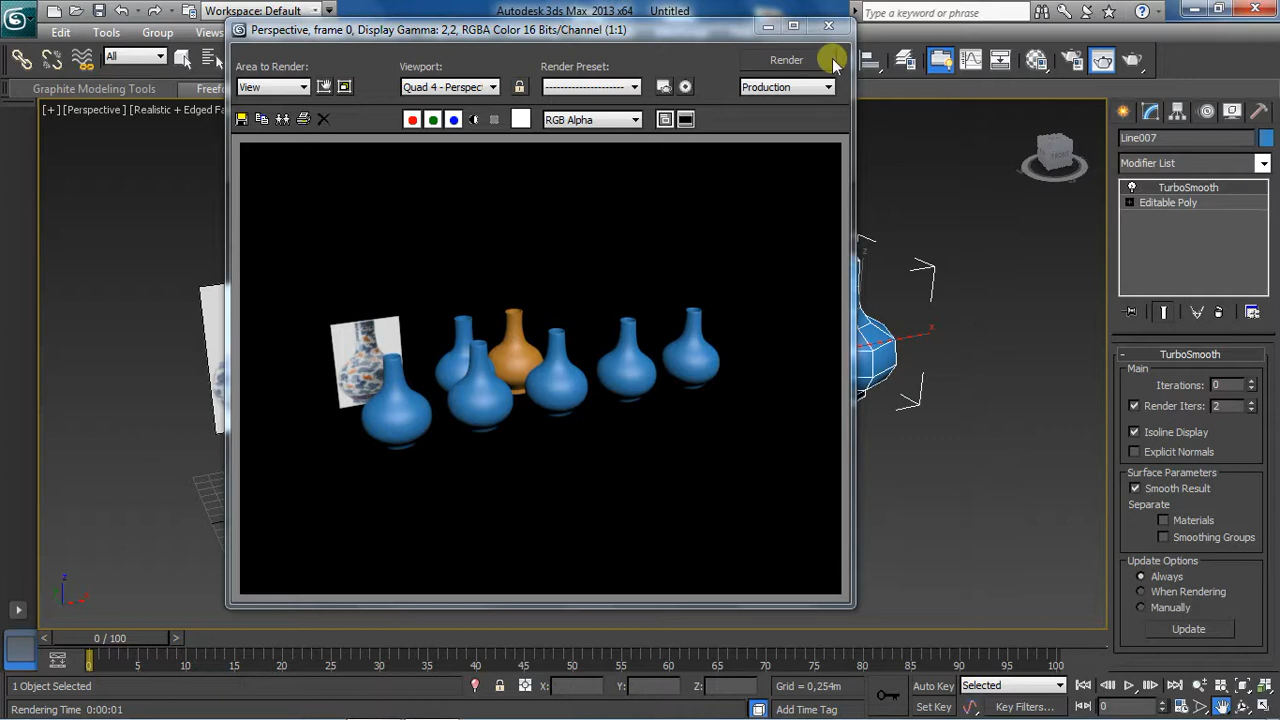 Workspace: Default
Autodesk 3ds Max  2013 x64     Untitled
Type a keyword or phrase
Edit
Tools
Group
Views
All
Graphite Modeling Tools
[ + ] [Perspective ] [Realistic + Edged Fa
Perspective, frame 0, Display Gamma: 2,2, RGBA Color 16 Bits/Channel (1:1)
Area to Render:
Viewport:
Render Preset:
Render
View
Quad 4 - Perspec
--------------------
Production
RGB Alpha
FRONT
z
x
Line007
Modifier List
TurboSmooth
Editable Poly
TurboSmooth
Main
Iterations: 0
Render Iters: 2
Isoline Display
Explicit Normals
Surface Parameters
Smooth Result
Separate
Materials
Smoothing Groups
Update Options
Always
When Rendering
Manually
Update
z
0 / 100
0 5 10 15 20 25 30 35 40 45 50 55 60 65 70 75 80 85 90 95 100
1 Object Selected
X:
Y:
Z:
Grid = 0,254m
Auto Key
Selected
Rendering Time  0:00:01
Add Time Tag
Set Key
Key Filters...
0